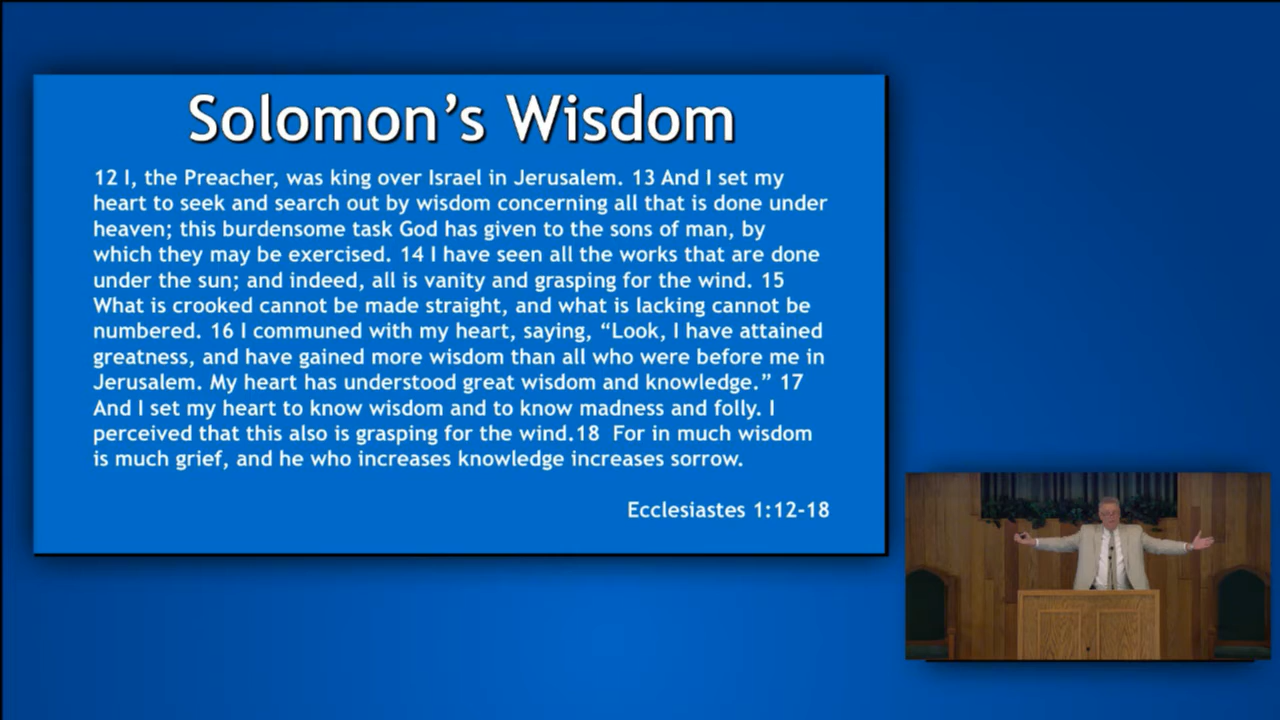 Solomon’s Wisdom
12 I, the Preacher, was king over Israel in Jerusalem. 13 And I set my
heart to seek and search out by wisdom concerning all that is done under
heaven; this burdensome task God has given to the sons of man, by
which they may be exercised. 14 I have seen all the works that are done
under the sun; and indeed, all is vanity and grasping for the wind. 15
What is crooked cannot be made straight, and what is lacking cannot be
numbered. 16 I communed with my heart, saying, “Look, I have attained
greatness, and have gained more wisdom than all who were before me in
Jerusalem. My heart has understood great wisdom and knowledge.” 17
And I set my heart to know wisdom and to know madness and folly. I
perceived that this also is grasping for the wind.18  For in much wisdom
is much grief, and he who increases knowledge increases sorrow.
Ecclesiastes 1:12-18